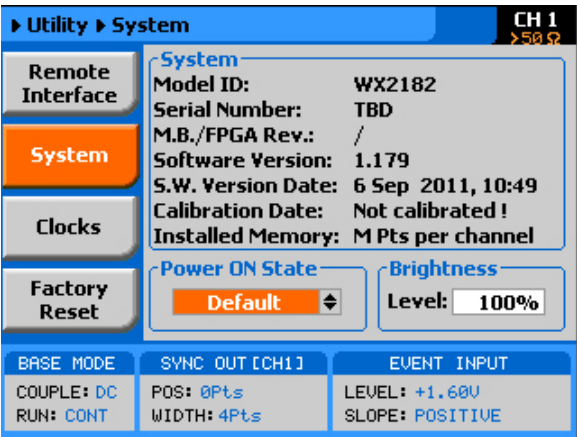 Utility System
CH 1
>50 Ω
Remote
Interface
System
Clocks
Factory
Reset
System
Model ID: WX2182
Serial Number: TBD
M.B./FPGA Rev.: /
Software Version: 1.179
S.W. Version Date: 6 Sep 2011, 10:49
Calibration Date: Not calibrated !
Installed Memory: M Pts per channel
Power ON State
Default
Brightness
Level: 100%
BASE MODE
COUPLE: DC
RUN: CONT
SYNC OUT [CH1]
POS: 0Pts
WIDTH: 4Pts
EVENT INPUT
LEVEL: +1.60V
SLOPE: POSITIVE